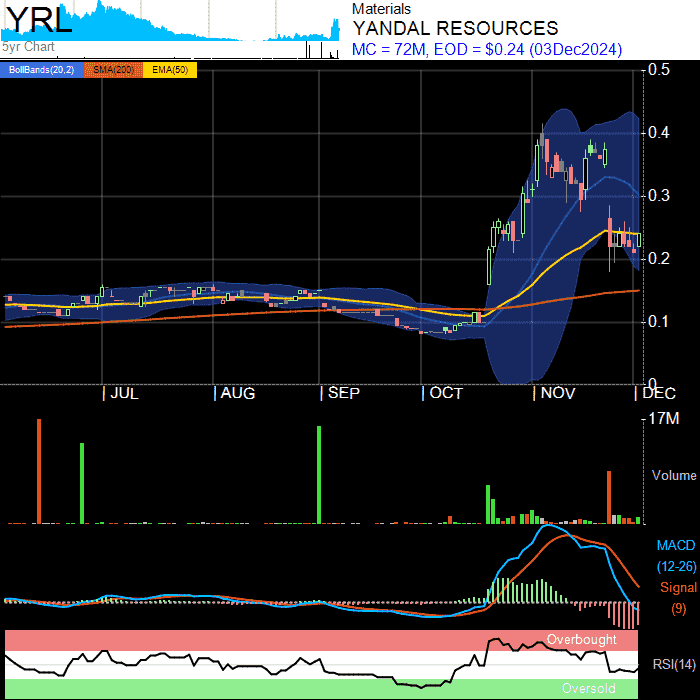 YRL
5yr Chart
Materials
YANDAL RESOURCES
MC = 72M, EOD = $0.24 (03Dec2024)
BollBands(20,2) SMA(200) EMA(50)
0.5
0.4
0.3
0.2
0.1
0
JUL AUG SEP OCT NOV DEC
17M
Volume
MACD
(12-26)
Signal
(9)
Overbought
RSI(14)
Oversold